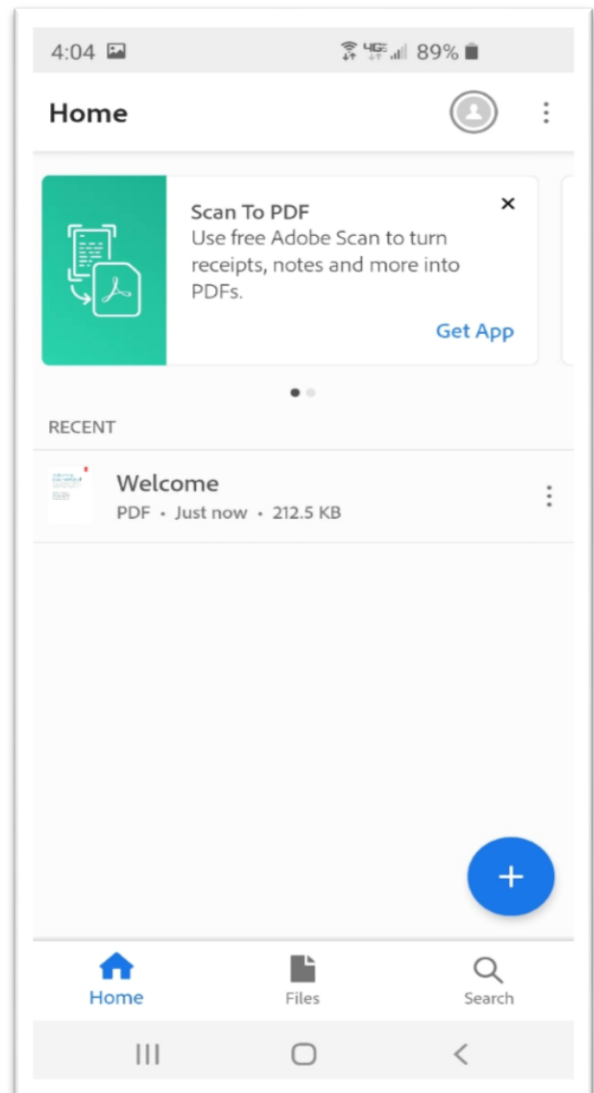 4:04 4GE 89%
Home
Scan To PDF
Use free Adobe Scan to turn
receipts, notes and more into
PDFs.
Get App
RECENT
Welcome
PDF • Just now • 212.5 KB
Home Files Search